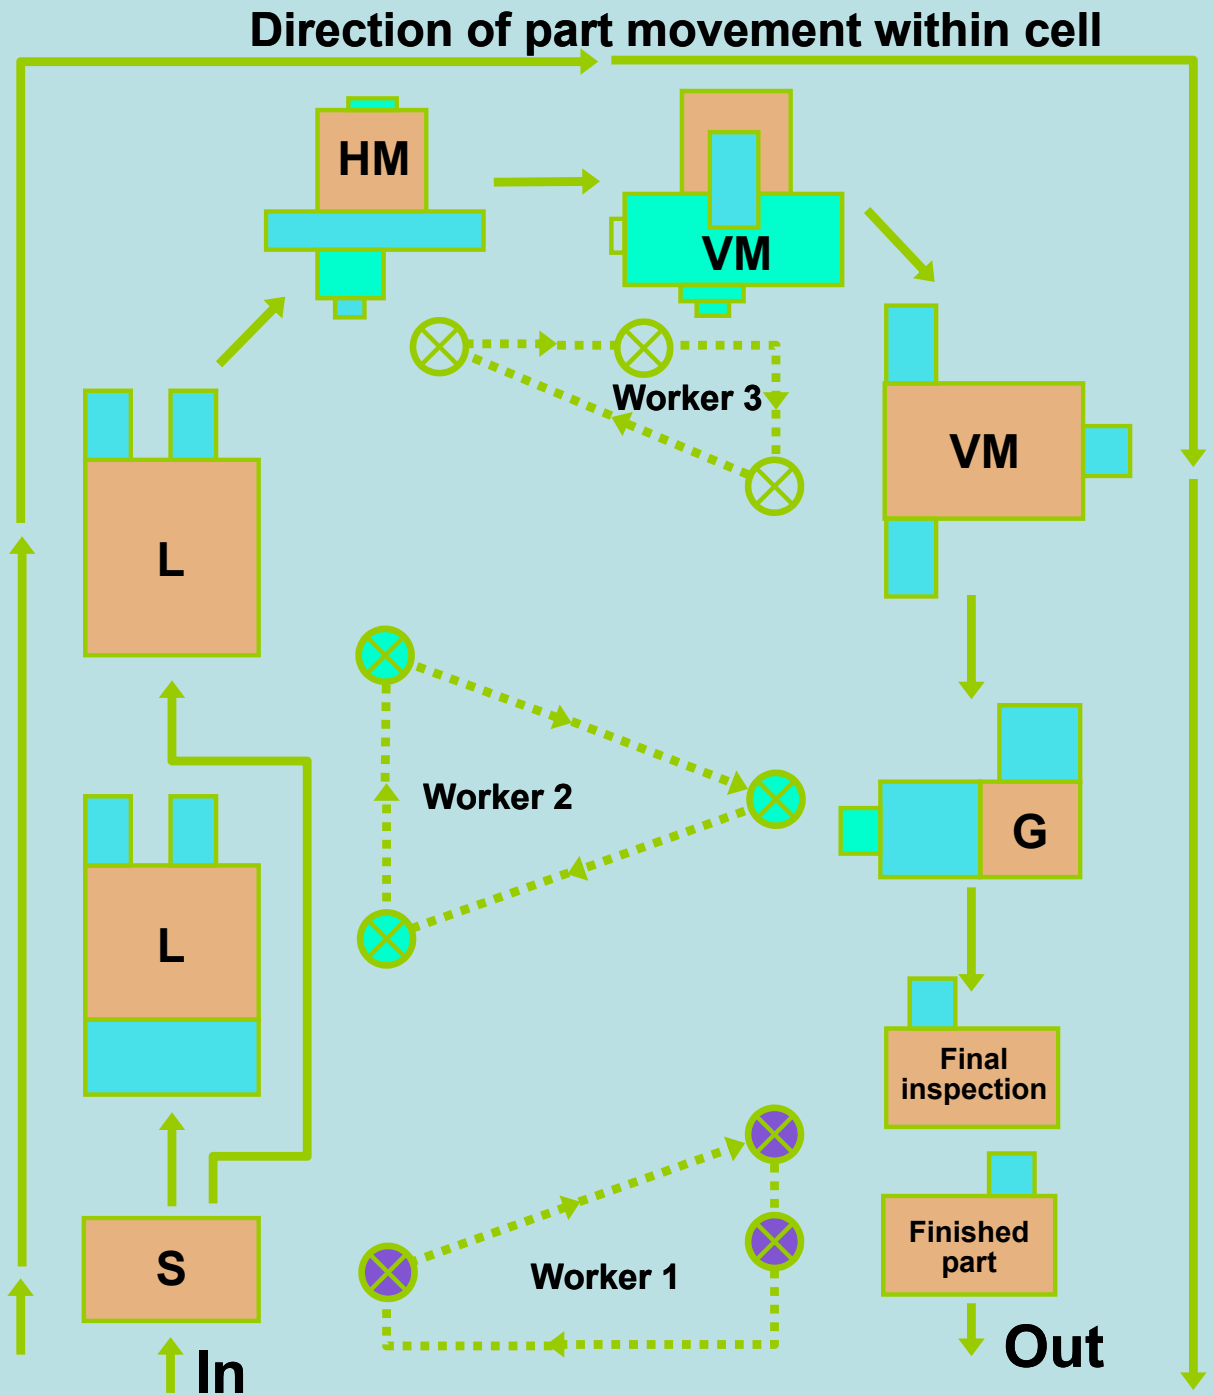 Direction of part movement within cell
HM
VM
Worker 3
VM
L
Worker 2
G
L
Final
inspection
S
Worker 1
Finished
part
In
Out